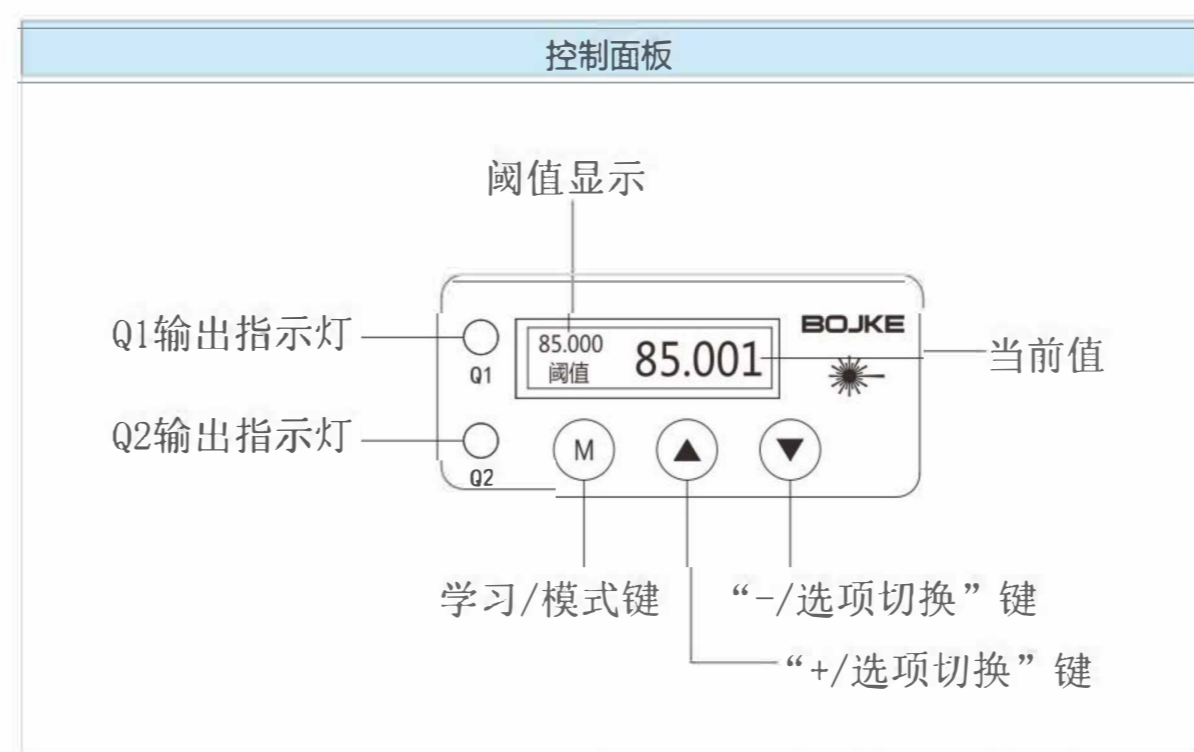 控制面板
阈值显示
Q1输出指示灯
Q1
85.000
阈值
85.001
BOJKE
当前值
Q2输出指示灯
Q2
M
学习/模式键
“-/选项切换”键
“+/选项切换”键